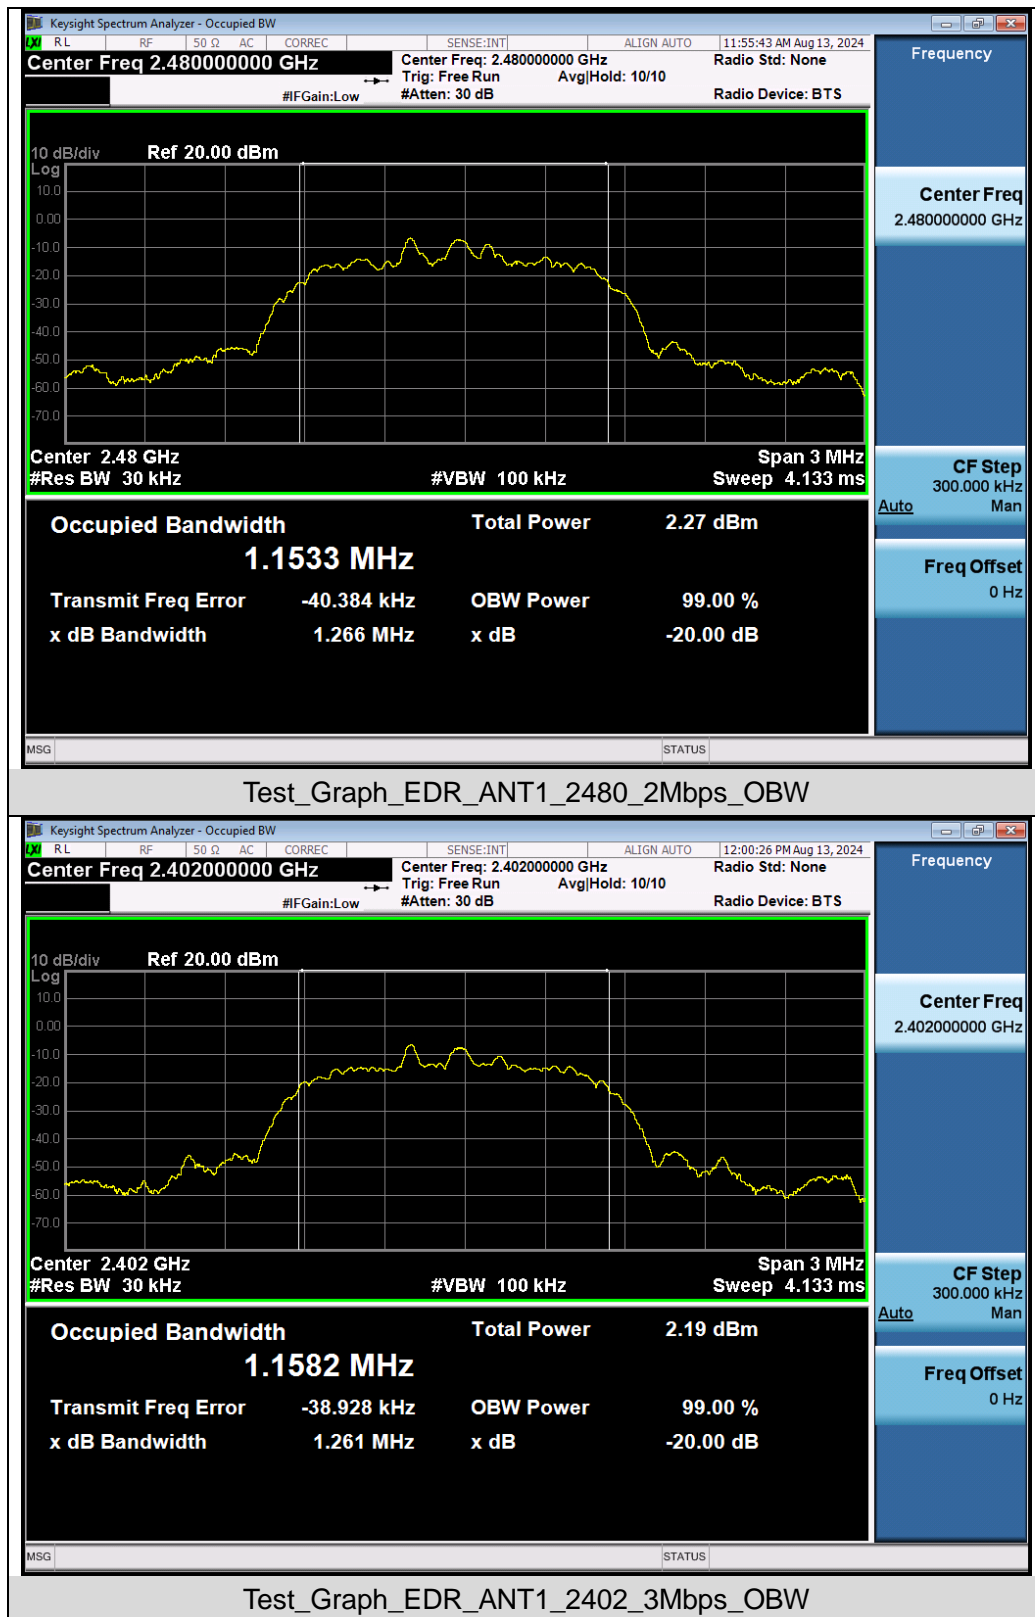 Keysight Spectrum Analyzer - Occupied BW
LXI RL RF 50 Ω AC CORREC SENSE:INT ALIGN AUTO 11:55:43 AM Aug 13, 2024
Center Freq 2.480000000 GHz
Center Freq: 2.480000000 GHz
Radio Std: None
Trig: Free Run Avg|Hold: 10/10
#IFGain:Low
#Atten: 30 dB
Radio Device: BTS
Frequency
10 dB/div Ref 20.00 dBm
Log
10.0
0.00
-10.0
-20.0
-30.0
-40.0
-50.0
-60.0
-70.0
Center Freq
2.480000000 GHz
Center 2.48 GHz Span 3 MHz
#Res BW 30 kHz #VBW 100 kHz Sweep 4.133 ms
CF Step
300.000 kHz
Auto Man
Freq Offset
0 Hz
Occupied Bandwidth Total Power 2.27 dBm
1.1533 MHz
Transmit Freq Error -40.384 kHz OBW Power 99.00 %
x dB Bandwidth 1.266 MHz x dB -20.00 dB
MSG STATUS
Test_Graph_EDR_ANT1_2480_2Mbps_OBW
Keysight Spectrum Analyzer - Occupied BW
LXI RL RF 50 Ω AC CORREC SENSE:INT ALIGN AUTO 12:00:26 PM Aug 13, 2024
Center Freq 2.402000000 GHz
Center Freq: 2.402000000 GHz
Radio Std: None
Trig: Free Run Avg|Hold: 10/10
#IFGain:Low
#Atten: 30 dB
Radio Device: BTS
Frequency
10 dB/div Ref 20.00 dBm
Log
10.0
0.00
-10.0
-20.0
-30.0
-40.0
-50.0
-60.0
-70.0
Center Freq
2.402000000 GHz
Center 2.402 GHz Span 3 MHz
#Res BW 30 kHz #VBW 100 kHz Sweep 4.133 ms
CF Step
300.000 kHz
Auto Man
Freq Offset
0 Hz
Occupied Bandwidth Total Power 2.19 dBm
1.1582 MHz
Transmit Freq Error -38.928 kHz OBW Power 99.00 %
x dB Bandwidth 1.261 MHz x dB -20.00 dB
MSG STATUS
Test_Graph_EDR_ANT1_2402_3Mbps_OBW